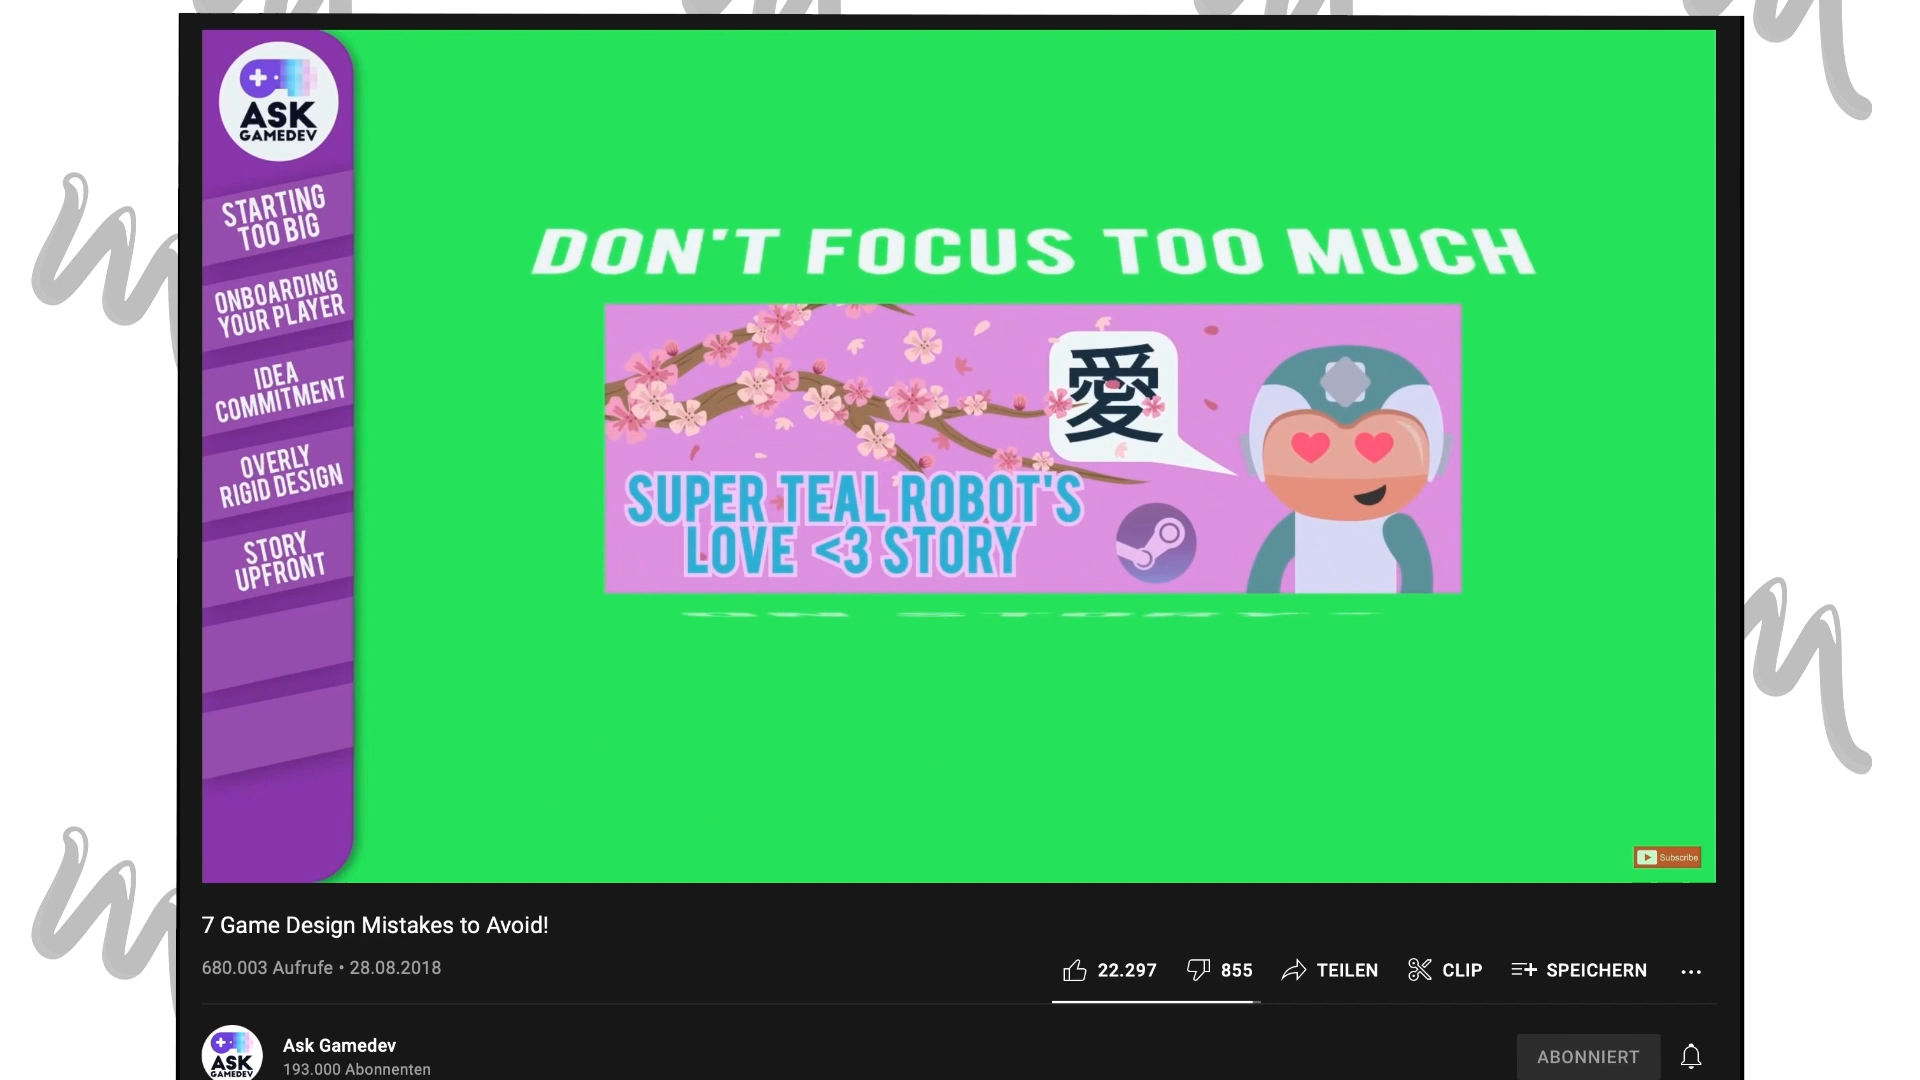 ASK
GAMEDEV
STARTING
TOO BIG
ONBOARDING
YOUR PLAYER
IDEA
COMMITMENT
OVERLY
RIGID DESIGN
STORY
UPFRONT
DON'T FOCUS TOO MUCH
愛
SUPER TEAL ROBOT'S
LOVE <3 STORY
Subscribe
7 Game Design Mistakes to Avoid!
680.003 Aufrufe • 28.08.2018
22.297
855
TEILEN
CLIP
SPEICHERN
ASK
GAMEDEV
Ask Gamedev
193.000 Abonnenten
ABONNIERT